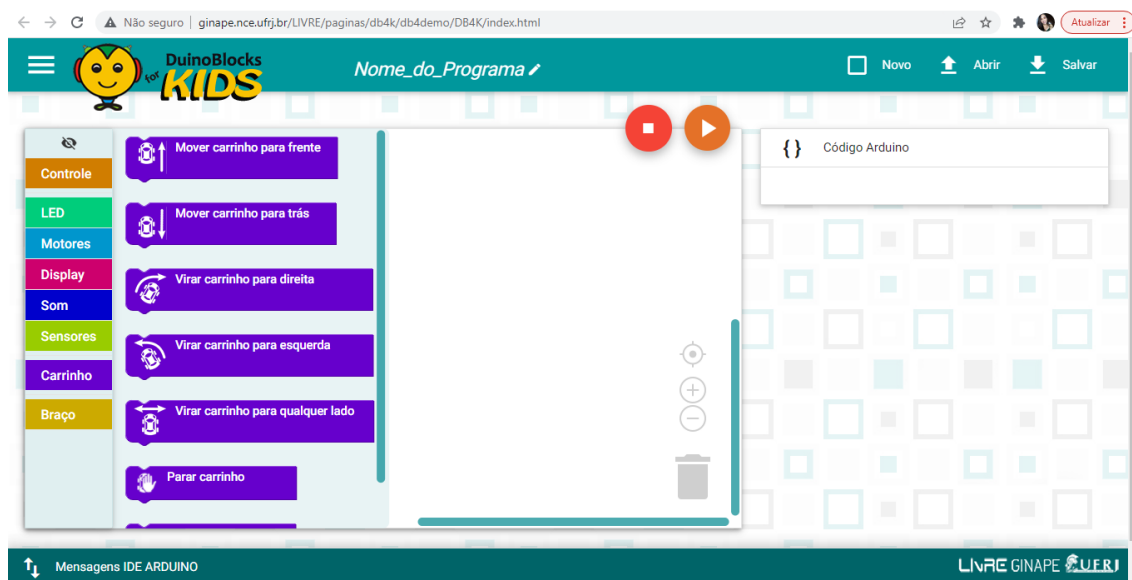 Não seguro | ginape.nce.ufrj.br/LIVRE/paginas/db4k/db4demo/DB4K/index.html
Atualizar
DuinoBlocks
for KIDS
Nome_do_Programa
Novo
Abrir
Salvar
Controle
LED
Motores
Display
Som
Sensores
Carrinho
Braço
Mover carrinho para frente
Mover carrinho para trás
Virar carrinho para direita
Virar carrinho para esquerda
Virar carrinho para qualquer lado
Parar carrinho
{ } Código Arduino
Mensagens IDE ARDUINO
LIVRE GINAPE UFRJ